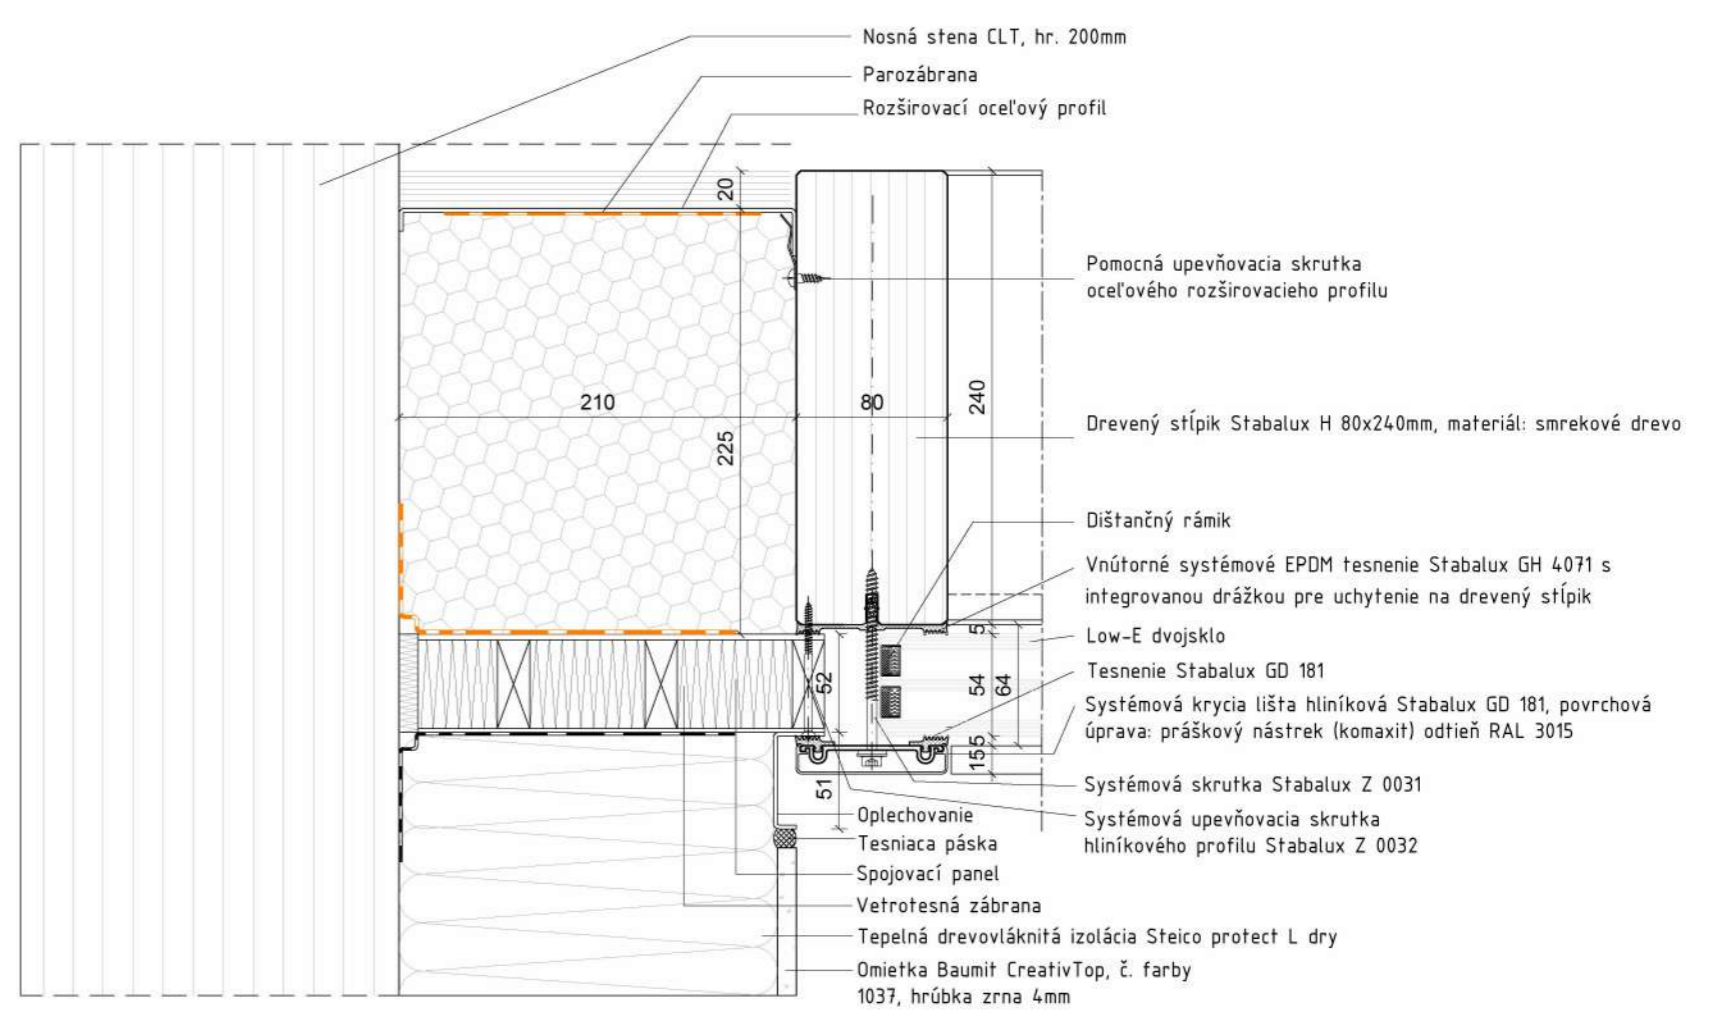 Nosná stena CLT, hr. 200mm
Parozábrana
Rozširovací oceľový profil
20
Pomocná upevňovacia skrutka
oceľového rozširovacieho profilu
210
80
240
225
Drevený stĺpik Stabalux H 80x240mm, materiál: smrekové drevo
Dištančný rámik
Vnútorné systémové EPDM tesnenie Stabalux GH 4071 s
integrovanou drážkou pre uchytenie na drevený stĺpik
5
Low-E dvojsklo
52
54
64
Tesnenie Stabalux GD 181
Systémová krycia lišta hliníková Stabalux GD 181, povrchová
úprava: práškový nástrek (komaxit) odtieň RAL 3015
5
15
51
Systémová skrutka Stabalux Z 0031
Oplechovanie
Systémová upevňovacia skrutka
hliníkového profilu Stabalux Z 0032
Tesniaca páska
Spojovací panel
Vetrotesná zábrana
Tepelná drevovláknitá izolácia Steico protect L dry
Omietka Baumit CreativTop, č. farby
1037, hrúbka zrna 4mm